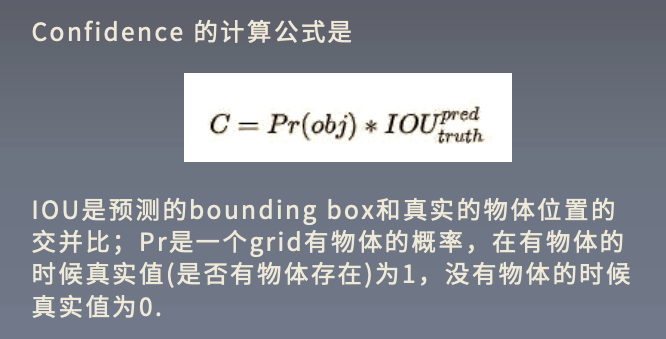 Confidence 的计算公式是
C = Pr(obj) * IOU^{pred}_{truth}
IOU是预测的bounding box和真实的物体位置的
交并比；Pr是一个grid有物体的概率，在有物体的
时候真实值(是否有物体存在)为1，没有物体的时候
真实值为0.